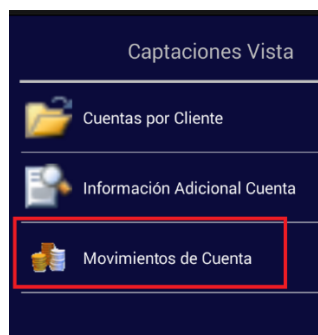 Captaciones Vista
Cuentas por Cliente
Información Adicional Cuenta
Movimientos de Cuenta